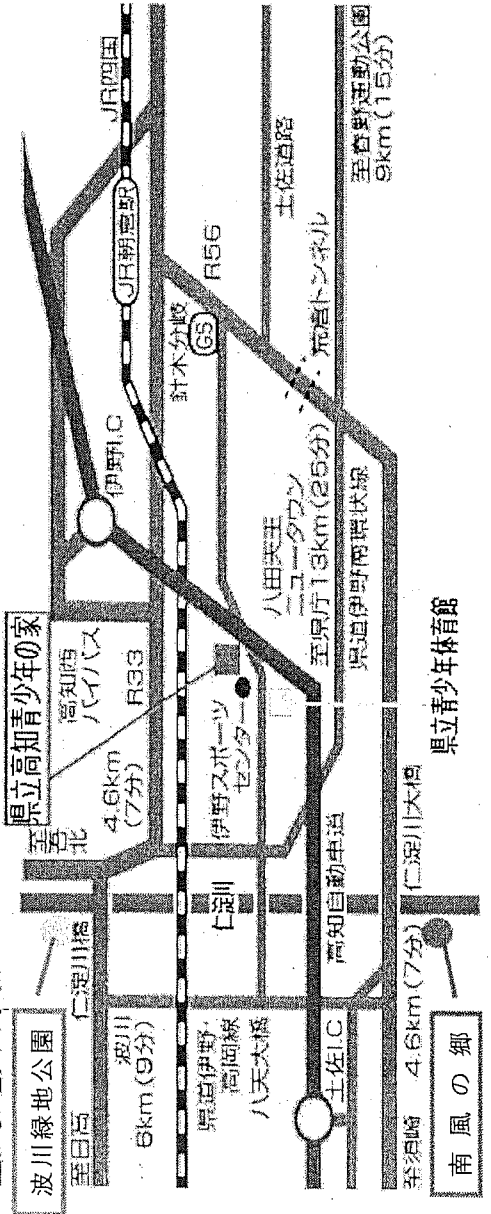 波川緑地公園
至日高
仁淀川橋
至吾北
県立高知青少年の家
高知西
バイパス
4.6km
(7分)
R33
伊野I.C
JR朝倉駅
JR四国
針木分岐
GS
R56
土佐道路
荒倉トンネル
至春野運動公園
9km(15分)
波川
6km(9分)
仁淀川
伊野スポーツ
センター
八田天王
ニュータウン
至県庁13km(25分)
県道伊野南環状線
県道伊野・
高岡線
八天大橋
高知自動車道
土佐I.C
至須崎
4.6km(7分)
仁淀川大橋
県立青少年体育館
南風の郷